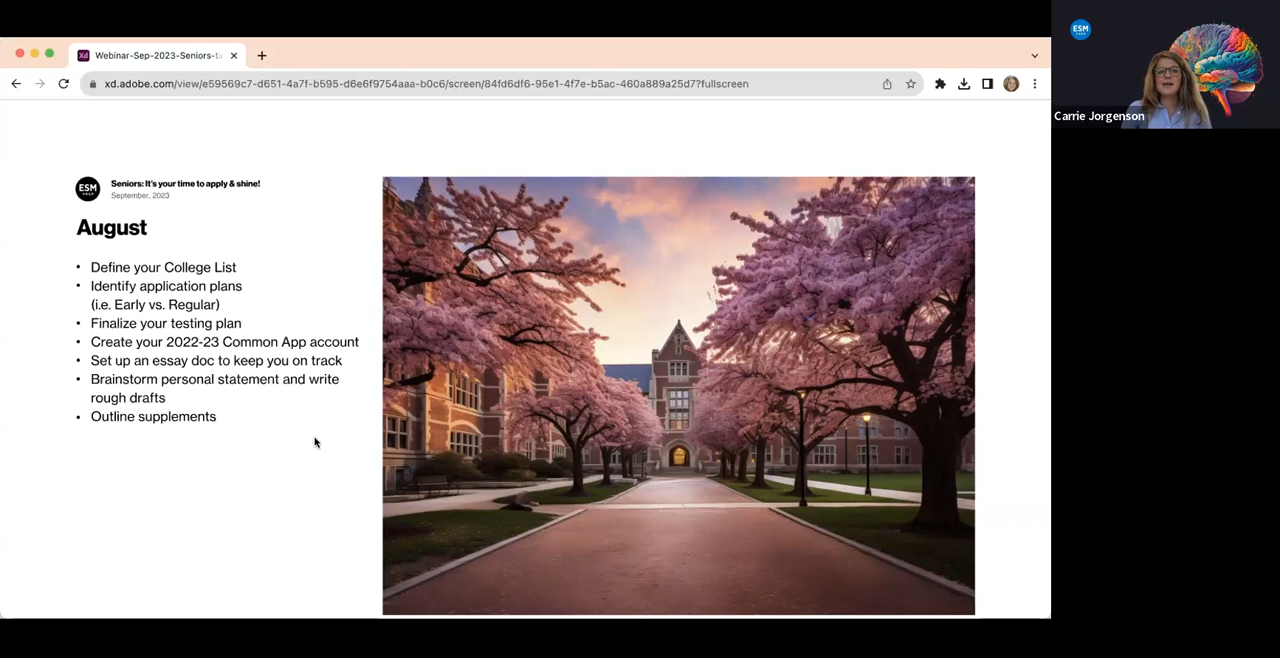 Webinar-Sep-2023-Seniors-ti
xd.adobe.com/view/e59569c7-d651-4a7f-b595-d6e6f9754aaa-b0c6/screen/84fd6df6-95e1-4f7e-b5ac-460a889a25d7?fullscreen
ESM
Carrie Jorgenson
ESM
PREP
Seniors: It's your time to apply & shine!
September, 2023
August
• Define your College List
• Identify application plans
(i.e. Early vs. Regular)
• Finalize your testing plan
• Create your 2022-23 Common App account
• Set up an essay doc to keep you on track
• Brainstorm personal statement and write
rough drafts
• Outline supplements